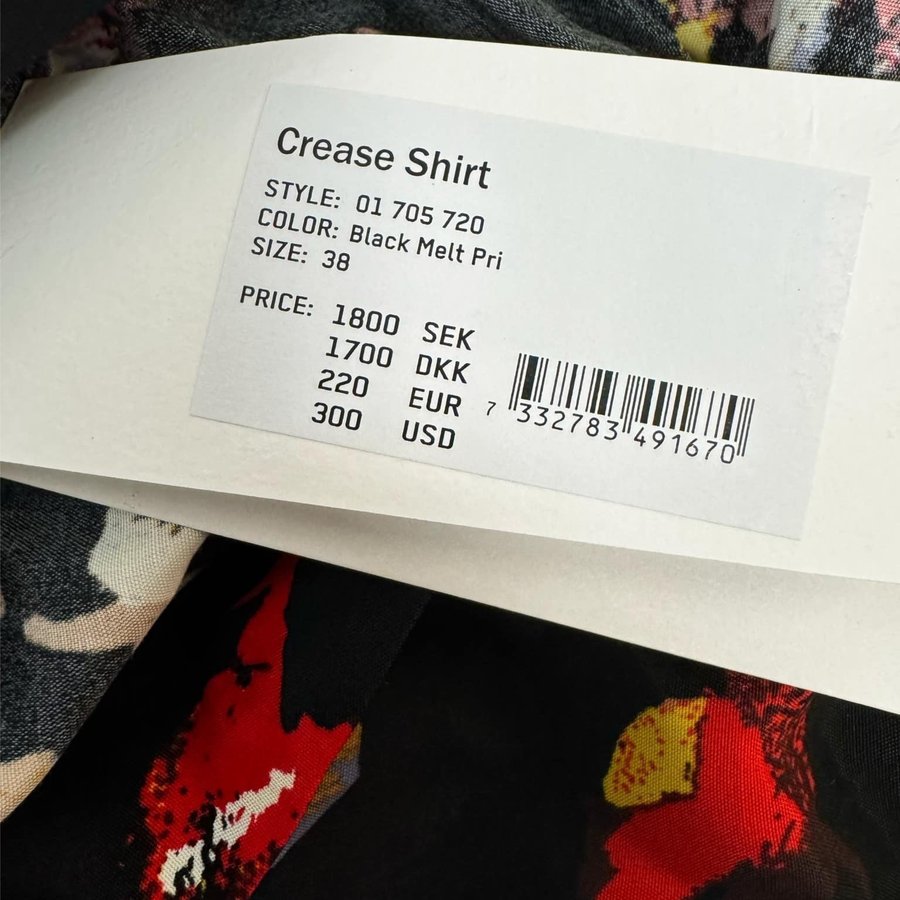 Crease Shirt
STYLE: 01 705 720
COLOR: Black Melt Pri
SIZE: 38
PRICE: 1800 SEK
1700 DKK
220 EUR
300 USD
7 332783 491670